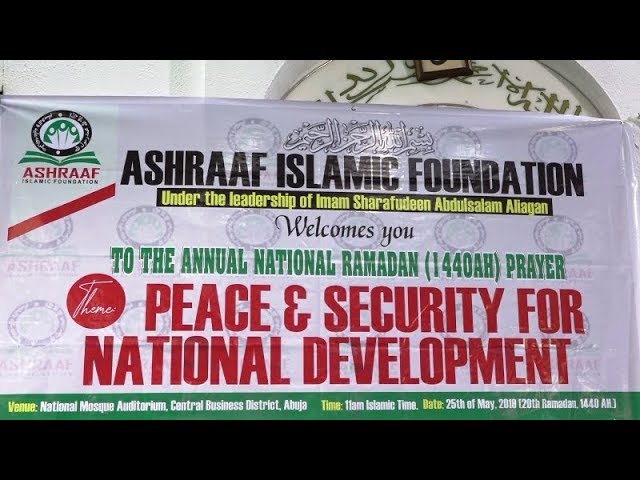 بسم الله الرحمن الرحيم
ASHRAAF
ISLAMIC FOUNDATION
ASHRAAF ISLAMIC FOUNDATION
Under the leadership of Imam Sharafudeen Abdulsalam Aliagan
Welcomes you
TO THE ANNUAL NATIONAL RAMADAN (1440AH) PRAYER
Theme:
PEACE & SECURITY FOR
NATIONAL DEVELOPMENT
Venue: National Mosque Auditorium, Central Business District, Abuja Time: 11am Islamic Time. Date: 25th of May, 2019 (20th Ramadan, 1440 AH.)